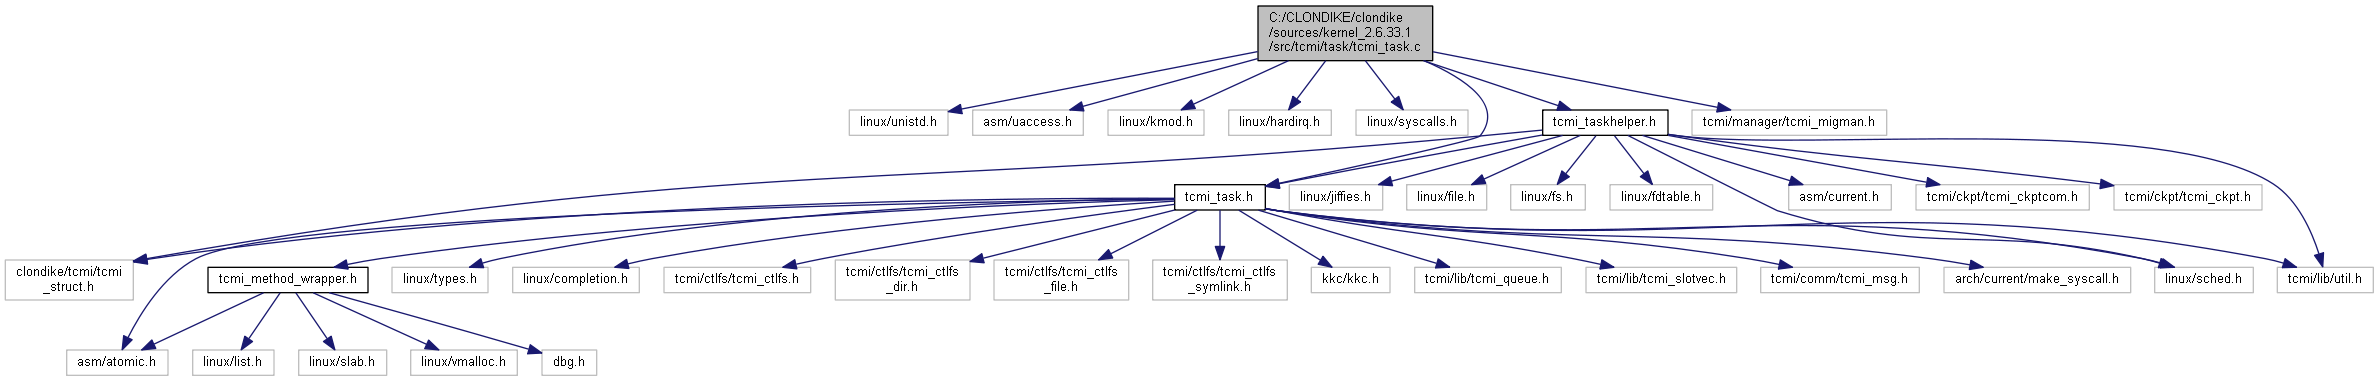 C:/CLONDIKE/clondike
/sources/kernel_2.6.33.1
/src/tcmi/task/tcmi_task.c
linux/unistd.h
asm/uaccess.h
linux/kmod.h
linux/hardirq.h
linux/syscalls.h
tcmi_taskhelper.h
tcmi/manager/tcmi_migman.h
tcmi_task.h
linux/jiffies.h
linux/file.h
linux/fs.h
linux/fdtable.h
asm/current.h
tcmi/ckpt/tcmi_ckptcom.h
tcmi/ckpt/tcmi_ckpt.h
clondike/tcmi/tcmi
_struct.h
tcmi_method_wrapper.h
linux/types.h
linux/completion.h
tcmi/ctlfs/tcmi_ctlfs.h
tcmi/ctlfs/tcmi_ctlfs
_dir.h
tcmi/ctlfs/tcmi_ctlfs
_file.h
tcmi/ctlfs/tcmi_ctlfs
_symlink.h
kkc/kkc.h
tcmi/lib/tcmi_queue.h
tcmi/lib/tcmi_slotvec.h
tcmi/comm/tcmi_msg.h
arch/current/make_syscall.h
linux/sched.h
tcmi/lib/util.h
asm/atomic.h
linux/list.h
linux/slab.h
linux/vmalloc.h
dbg.h